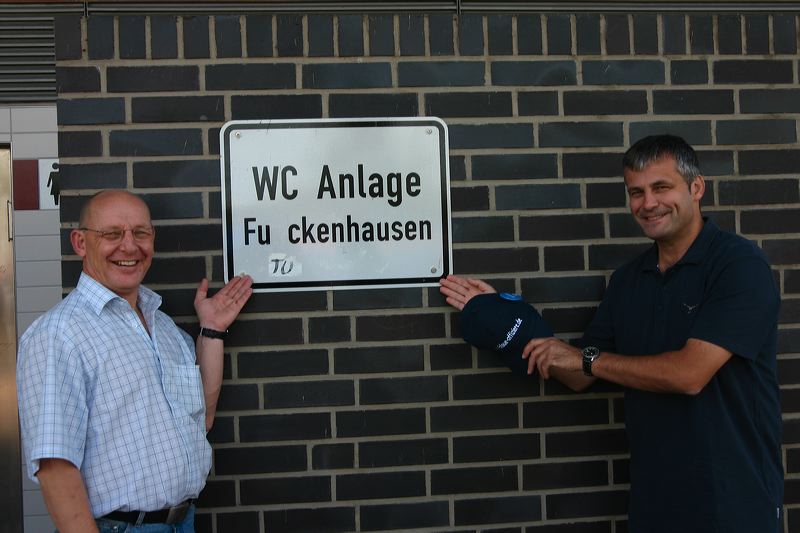 WC Anlage
Fu ckenhausen
TU